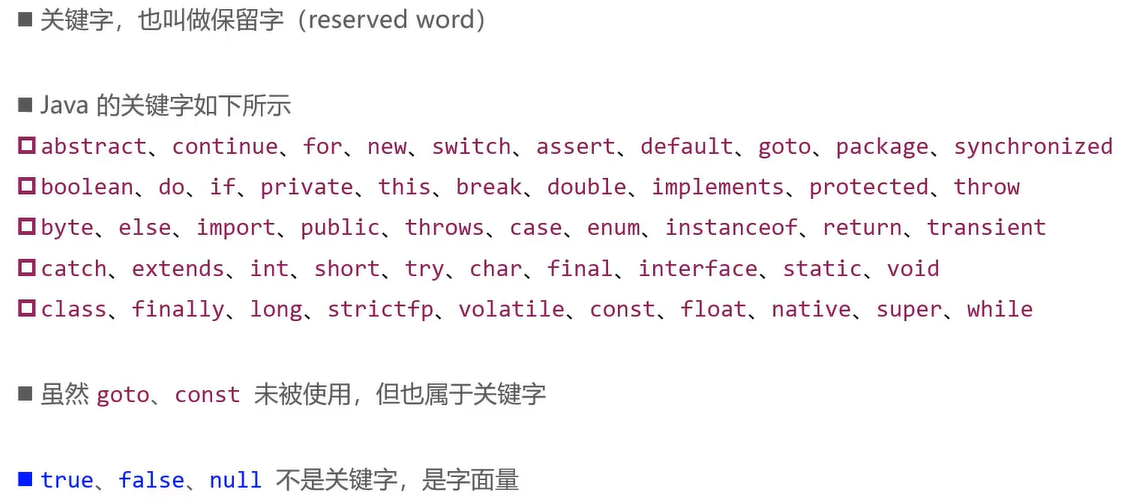 ■ 关键字，也叫做保留字（reserved word）
■ Java 的关键字如下所示
abstract、continue、for、new、switch、assert、default、goto、package、synchronized
boolean、do、if、private、this、break、double、implements、protected、throw
byte、else、import、public、throws、case、enum、instanceof、return、transient
catch、extends、int、short、try、char、final、interface、static、void
class、finally、long、strictfp、volatile、const、float、native、super、while
■ 虽然 goto、const 未被使用，但也属于关键字
■ true、false、null 不是关键字，是字面量